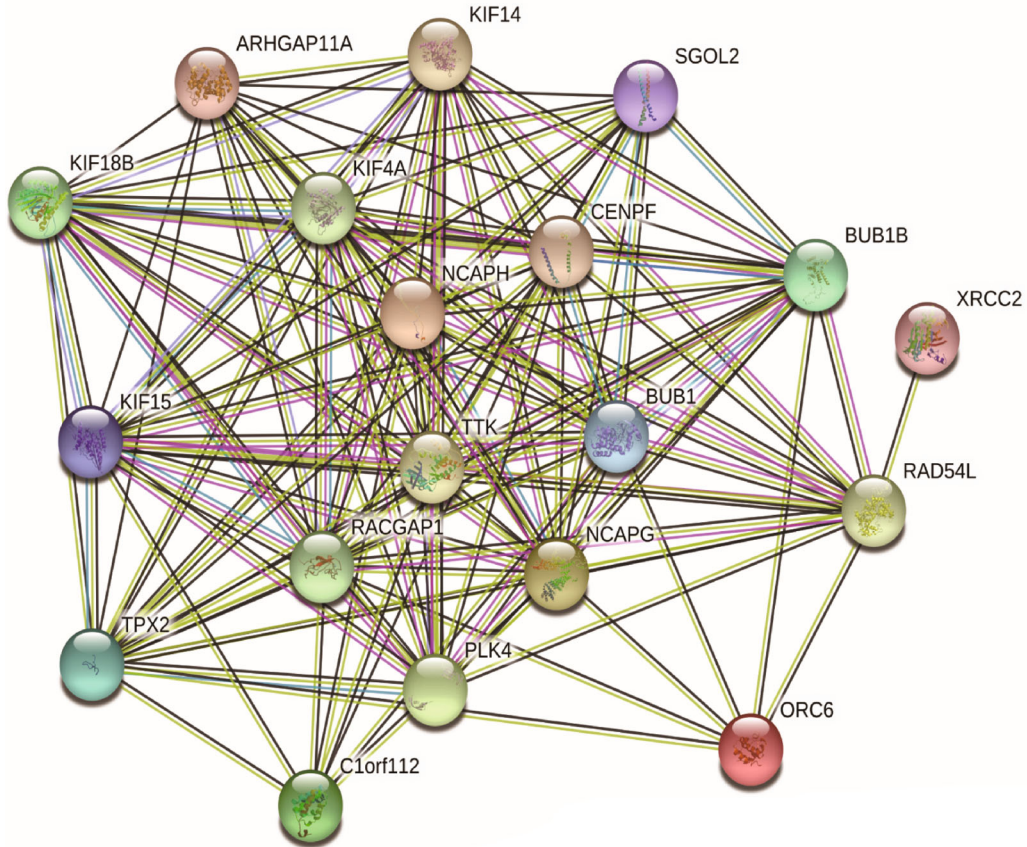 KIF14
ARHGAP11A
SGOL2
KIF18B
KIF4A
CENPF
BUB1B
NCAPH
XRCC2
KIF15
BUB1
TTK
RAD54L
RACGAP1
NCAPG
TPX2
PLK4
ORC6
C1orf112